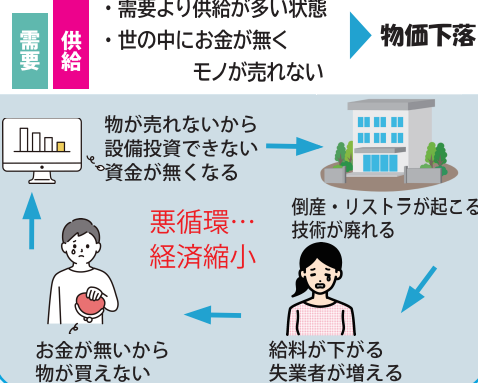 ・需要より供給が多い状態
・世の中にお金が無く
モノが売れない
物価下落
需要
供給
物が売れないから
設備投資できない
資金が無くなる
倒産・リストラが起こる
技術が廃れる
悪循環…
経済縮小
給料が下がる
失業者が増える
お金が無いから
物が買えない